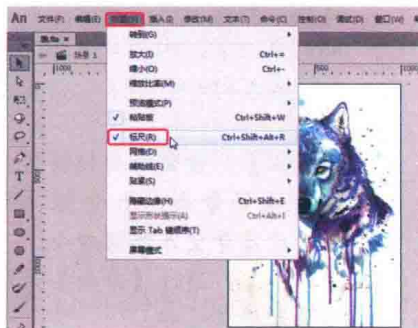 An 文件(F) 编辑(E) 视图(V) 插入(I) 修改(M) 文本(T) 命令(C) 控制(O) 调试(D) 窗口(W)
场景 1
转到(G)
放大(I) Ctrl+=
缩小(O) Ctrl+-
缩放比率(M)
预览模式(P)
粘贴板 Ctrl+Shift+W
标尺(R) Ctrl+Shift+Alt+R
网格(D)
辅助线(E)
贴紧(S)
隐藏边缘(H) Ctrl+Shift+E
显示形状提示(A) Ctrl+Alt+I
显示 Tab 键顺序(T)
屏幕模式